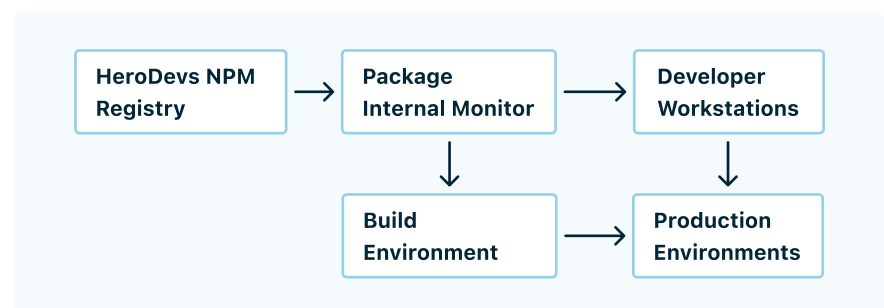 HeroDevs NPM
Registry
Package
Internal Monitor
Developer
Workstations
Build
Environment
Production
Environments